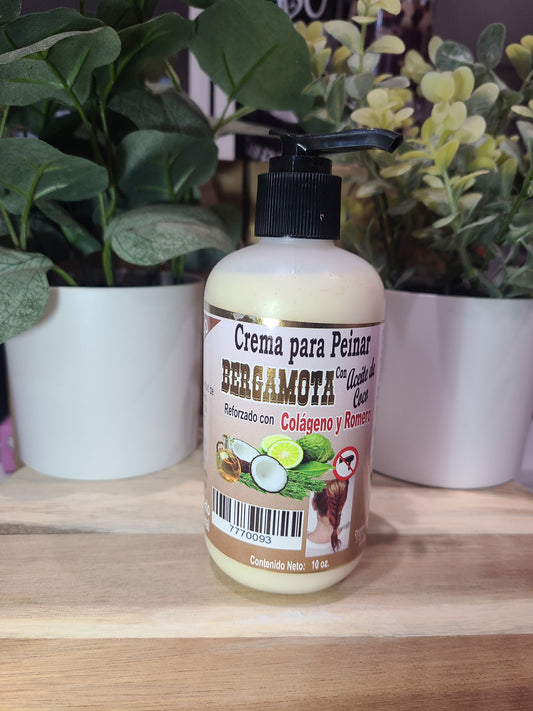 Crema para Peinar
BERGAMOTA Con Aceite de Coco
Reforzado con Colágeno y Romero
7770093
Contenido Neto: 10 oz.